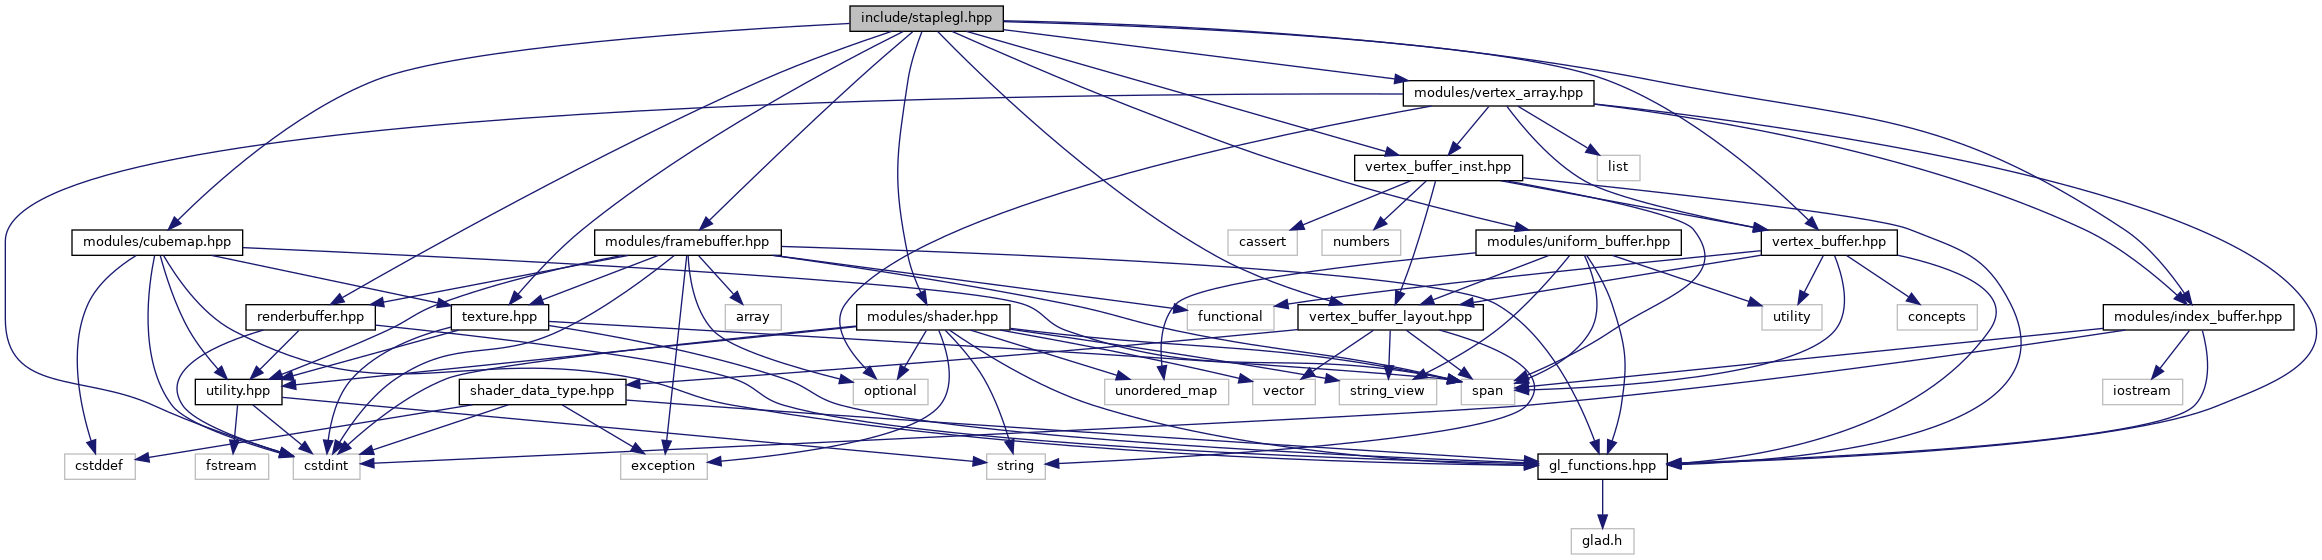 include/staplegl.hpp
modules/vertex_array.hpp
vertex_buffer_inst.hpp
list
modules/cubemap.hpp
modules/framebuffer.hpp
cassert
numbers
modules/uniform_buffer.hpp
vertex_buffer.hpp
renderbuffer.hpp
texture.hpp
array
modules/shader.hpp
functional
vertex_buffer_layout.hpp
utility
concepts
modules/index_buffer.hpp
utility.hpp
shader_data_type.hpp
optional
unordered_map
vector
string_view
span
iostream
cstddef
fstream
cstdint
exception
string
gl_functions.hpp
glad.h